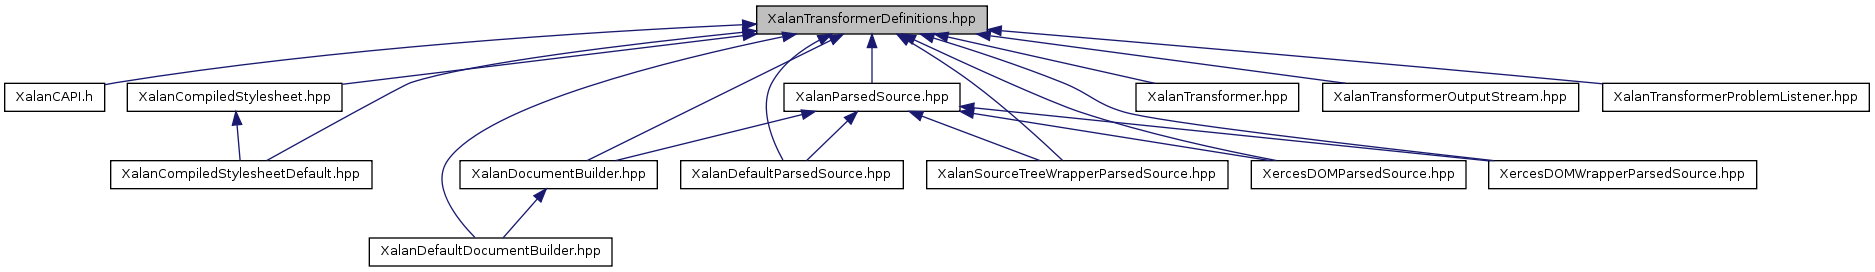 XalanTransformerDefinitions.hpp
XalanCAPI.h
XalanCompiledStylesheet.hpp
XalanParsedSource.hpp
XalanTransformer.hpp
XalanTransformerOutputStream.hpp
XalanTransformerProblemListener.hpp
XalanCompiledStylesheetDefault.hpp
XalanDocumentBuilder.hpp
XalanDefaultParsedSource.hpp
XalanSourceTreeWrapperParsedSource.hpp
XercesDOMParsedSource.hpp
XercesDOMWrapperParsedSource.hpp
XalanDefaultDocumentBuilder.hpp